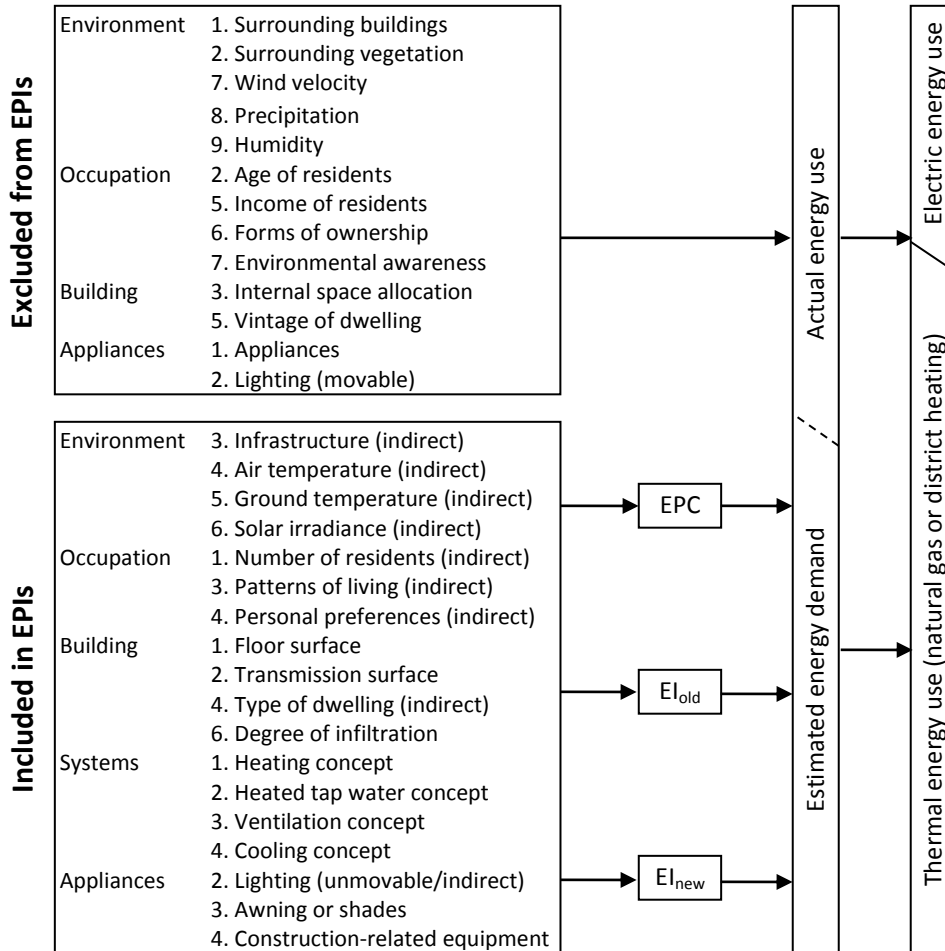 Excluded from EPIs
Environment 1. Surrounding buildings
2. Surrounding vegetation
7. Wind velocity
8. Precipitation
9. Humidity
Occupation 2. Age of residents
5. Income of residents
6. Forms of ownership
7. Environmental awareness
Building 3. Internal space allocation
5. Vintage of dwelling
Appliances 1. Appliances
2. Lighting (movable)
Included in EPIs
Environment 3. Infrastructure (indirect)
4. Air temperature (indirect)
5. Ground temperature (indirect)
6. Solar irradiance (indirect)
Occupation 1. Number of residents (indirect)
3. Patterns of living (indirect)
4. Personal preferences (indirect)
Building 1. Floor surface
2. Transmission surface
4. Type of dwelling (indirect)
6. Degree of infiltration
Systems 1. Heating concept
2. Heated tap water concept
3. Ventilation concept
4. Cooling concept
Appliances 2. Lighting (unmovable/indirect)
3. Awning or shades
4. Construction-related equipment
EPC
EIold
EInew
Actual energy use
Estimated energy demand
Electric energy use
Thermal energy use (natural gas or district heating)